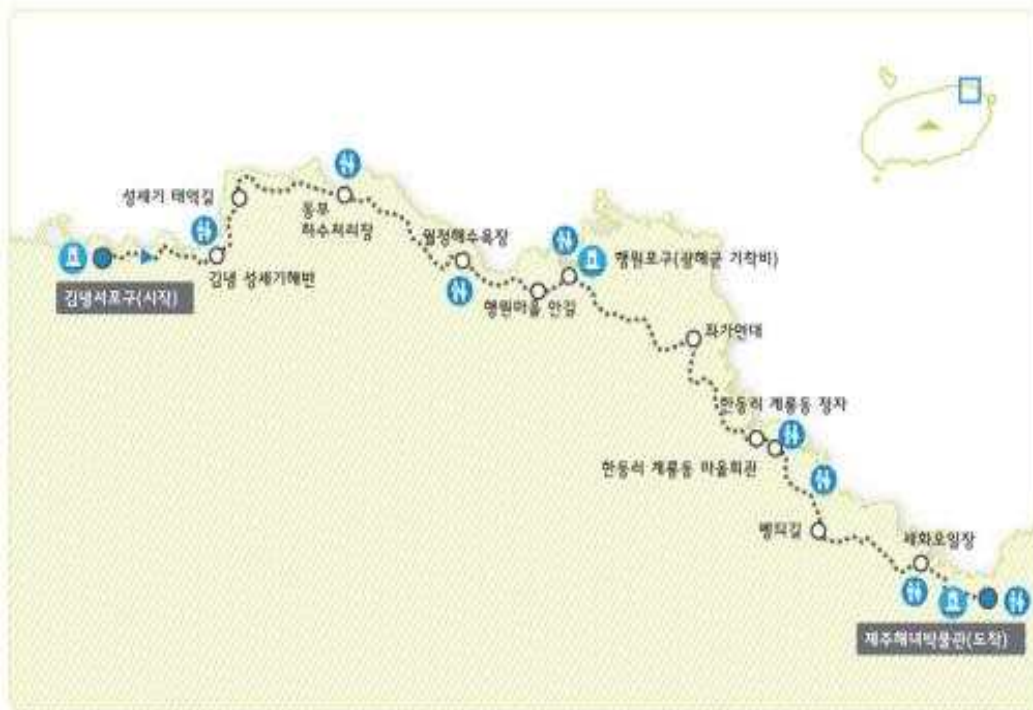 성세기 태역길
동부
하수처리장
월정해수욕장
행원포구(광해군 기착비)
김녕서포구(시작)
김녕 성세기해변
행원마을 안길
좌가연대
한동리 계룡동 정자
한동리 계룡동 마을회관
벵듸길
세화오일장
제주해녀박물관(도착)